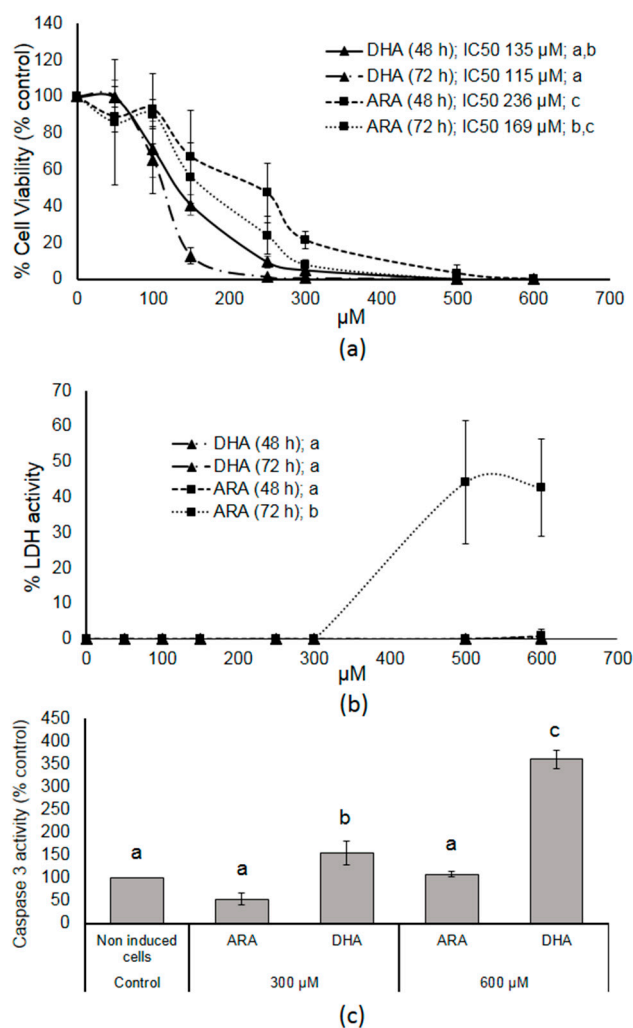 140
120
100
80
60
40
20
0
% Cell Viability (% control)
DHA (48 h); IC50 135 µM; a,b
DHA (72 h); IC50 115 µM; a
ARA (48 h); IC50 236 µM; c
ARA (72 h); IC50 169 µM; b,c
0 100 200 300 400 500 600 700
µM
(a)
70
60
50
40
30
20
10
0
% LDH activity
DHA (48 h); a
DHA (72 h); a
ARA (48 h); a
ARA (72 h); b
0 100 200 300 400 500 600 700
µM
(b)
450
400
350
300
250
200
150
100
50
0
Caspase 3 activity (% control)
a a b a c
Non induced cells
ARA DHA ARA DHA
Control 300 µM 600 µM
(c)